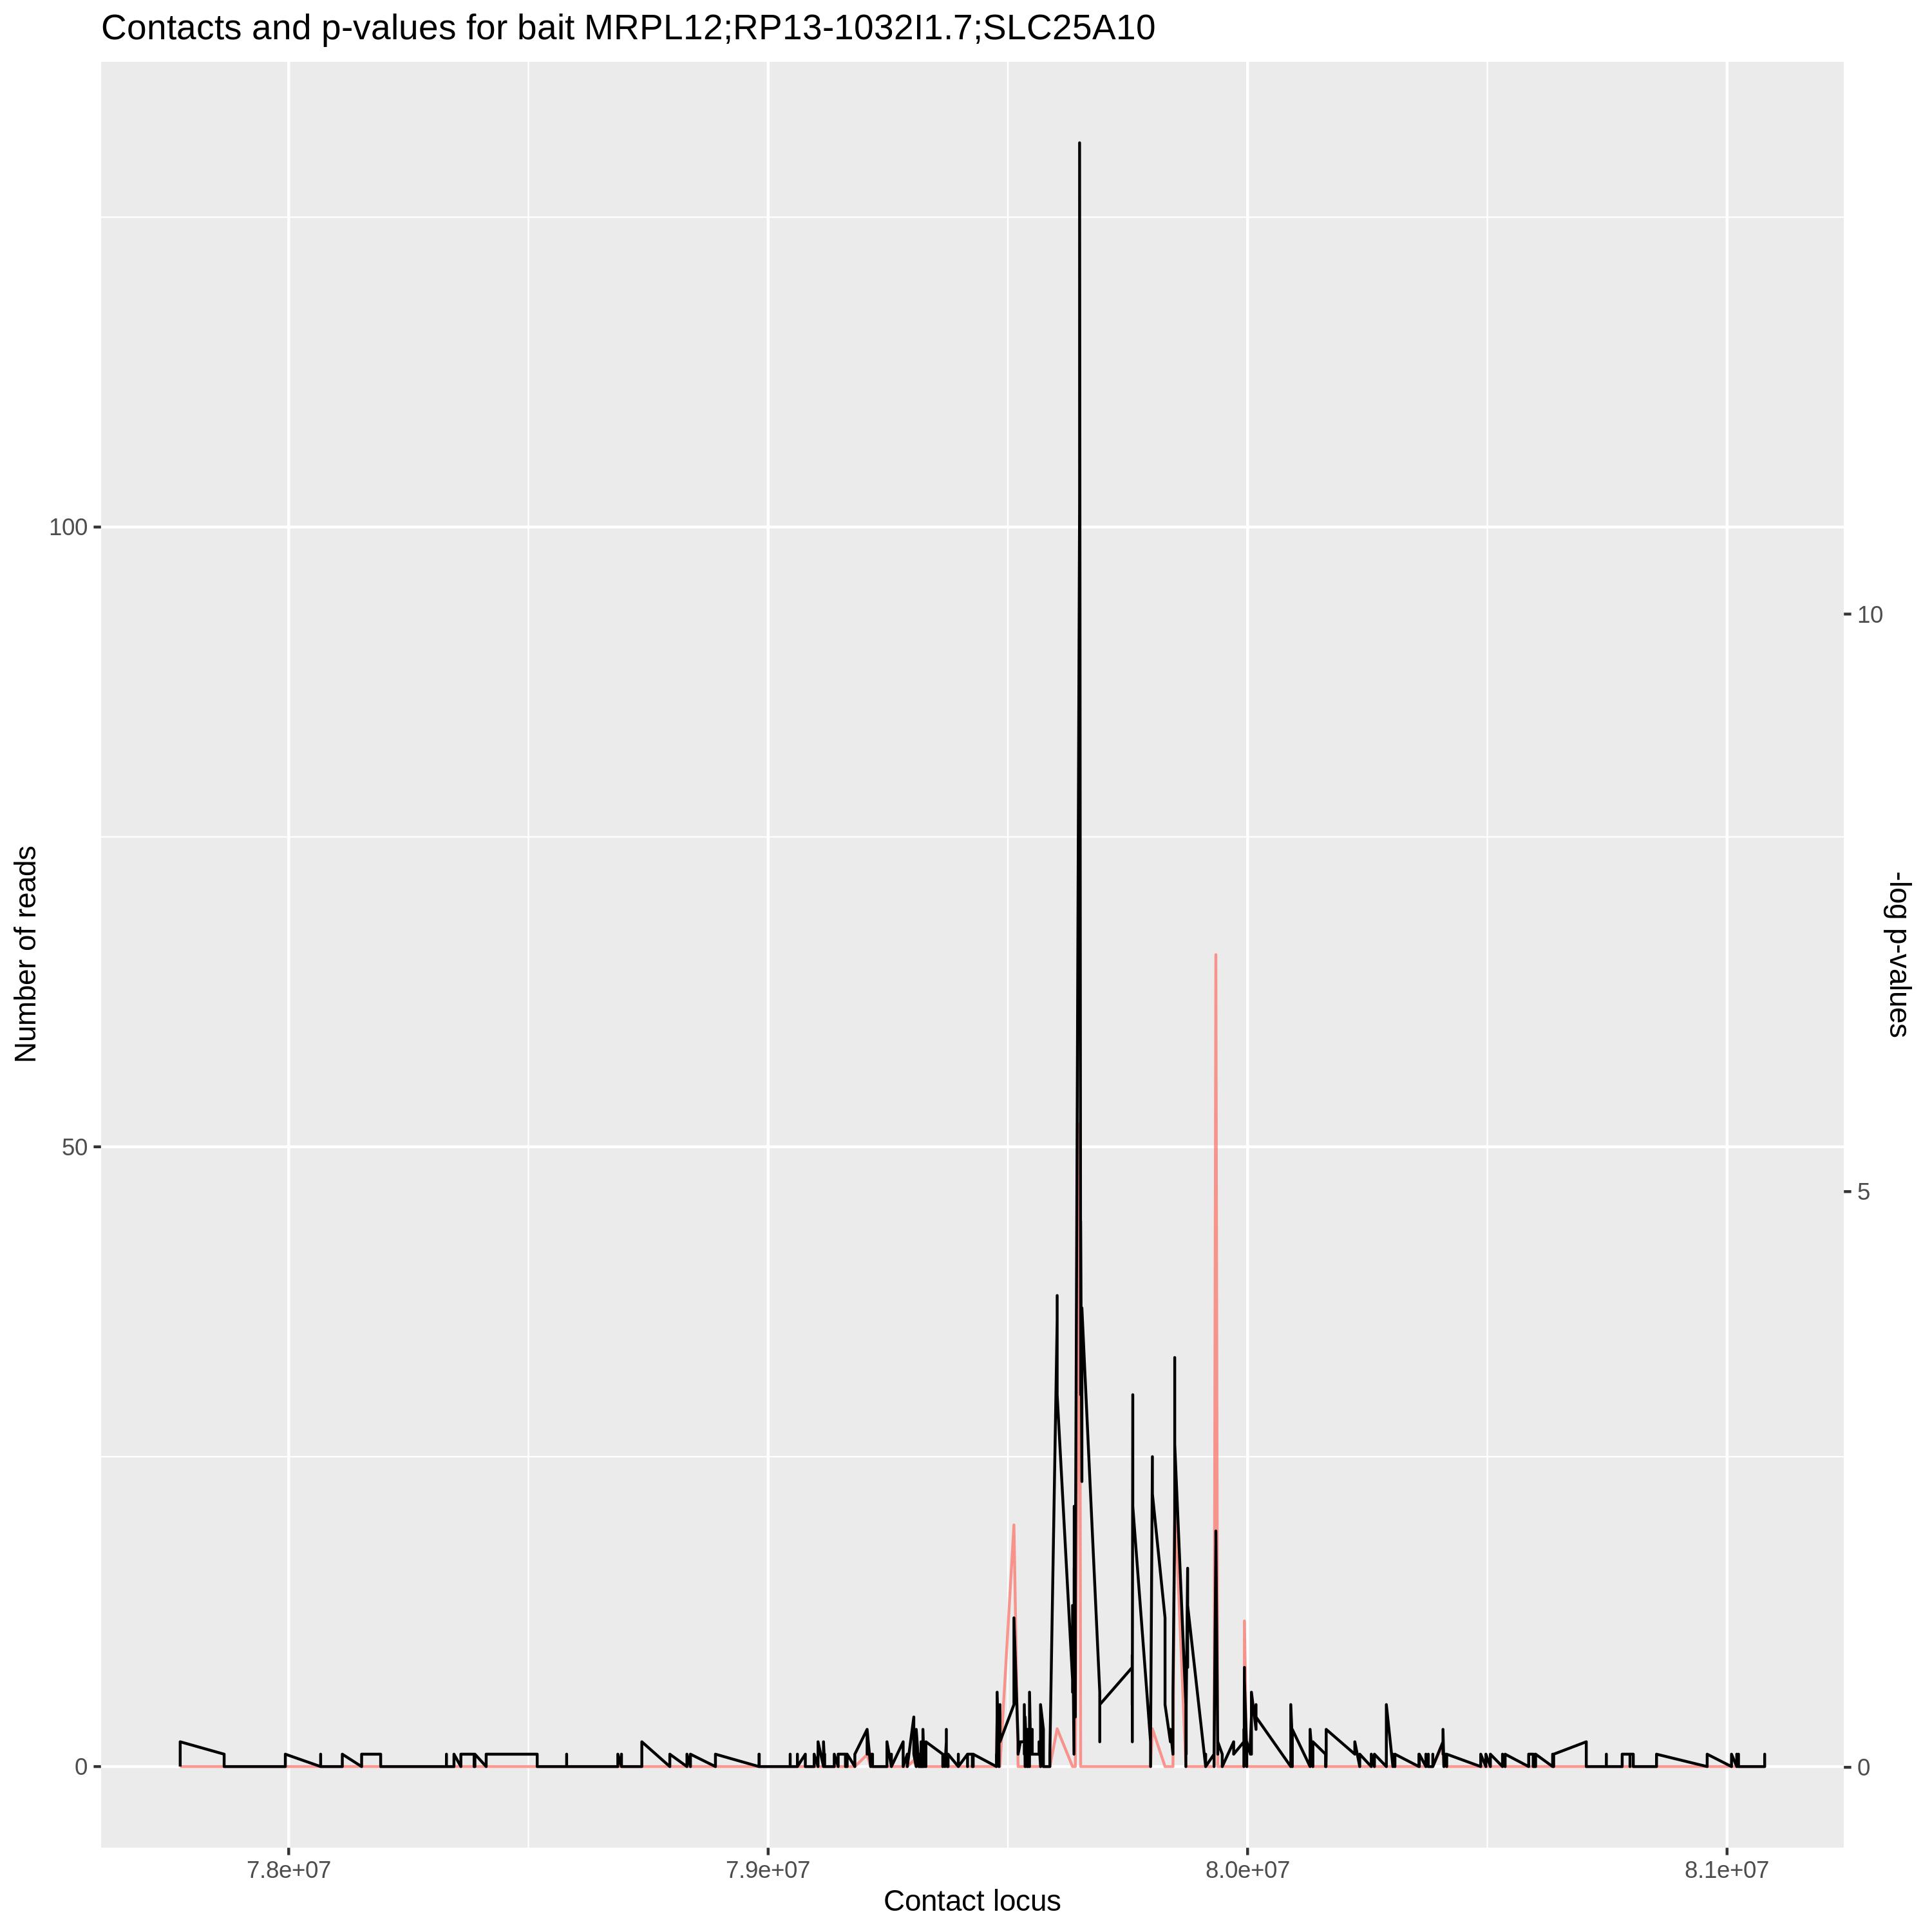 Contacts and p-values for bait MRPL12;RP13-1032I1.7;SLC25A10
Number of reads
100
50
0
10
5
0
-log p-values
7.8e+07
7.9e+07
8.0e+07
8.1e+07
Contact locus